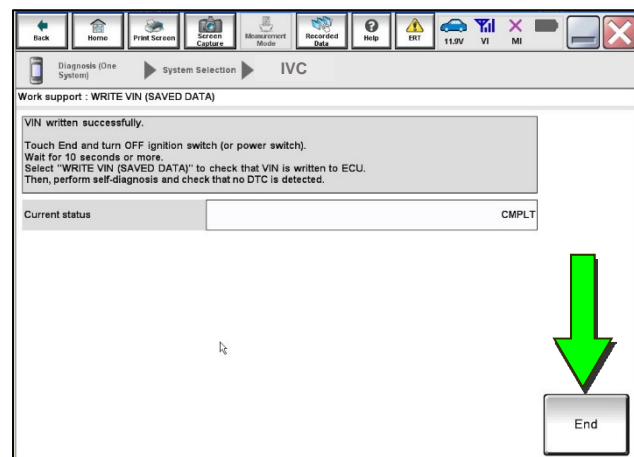 Back
Home
Print Screen
Screen
Capture
Measurement
Mode
Recorded
Data
Help
ERT
11.9V
VI
MI
Diagnosis (One
System)
System Selection
IVC
Work support : WRITE VIN (SAVED DATA)
VIN written successfully.
Touch End and turn OFF ignition switch (or power switch).
Wait for 10 seconds or more.
Select "WRITE VIN (SAVED DATA)" to check that VIN is written to ECU.
Then, perform self-diagnosis and check that no DTC is detected.
Current status
CMPLT
End